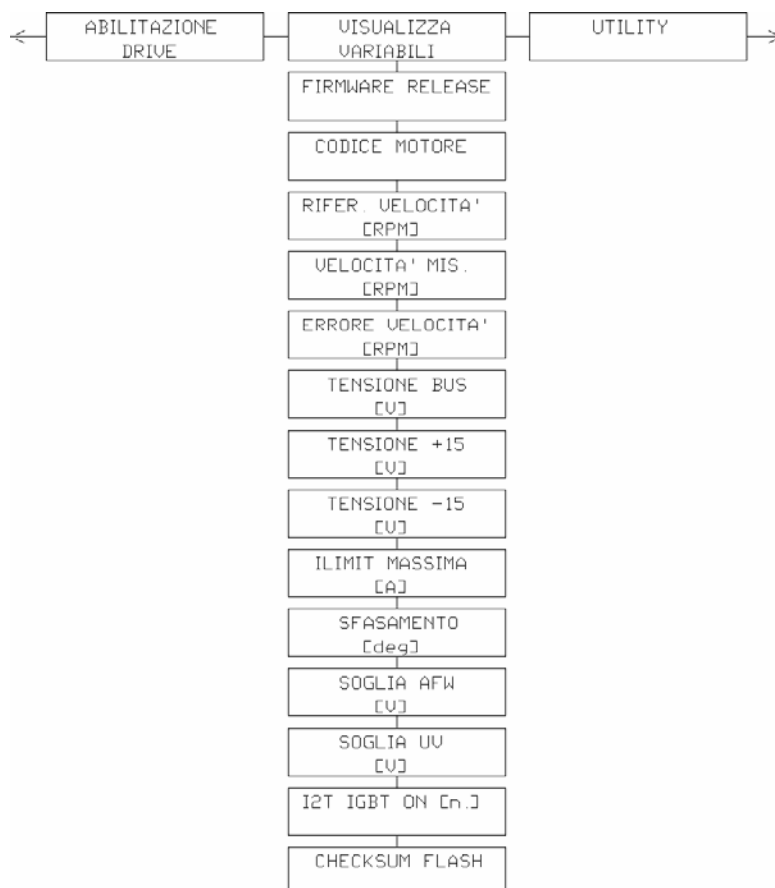 ABILITAZIONE
DRIVE
VISUALIZZA
VARIABILI
UTILITY
FIRMWARE RELEASE
CODICE MOTORE
RIFER. VELOCITA'
[RPM]
VELOCITA' MIS.
[RPM]
ERRORE VELOCITA'
[RPM]
TENSIONE BUS
[V]
TENSIONE +15
[V]
TENSIONE -15
[V]
ILIMIT MASSIMA
[A]
SFASAMENTO
[deg]
SOGLIA AFW
[V]
SOGLIA UV
[V]
I2T IGBT ON [n.]
CHECKSUM FLASH